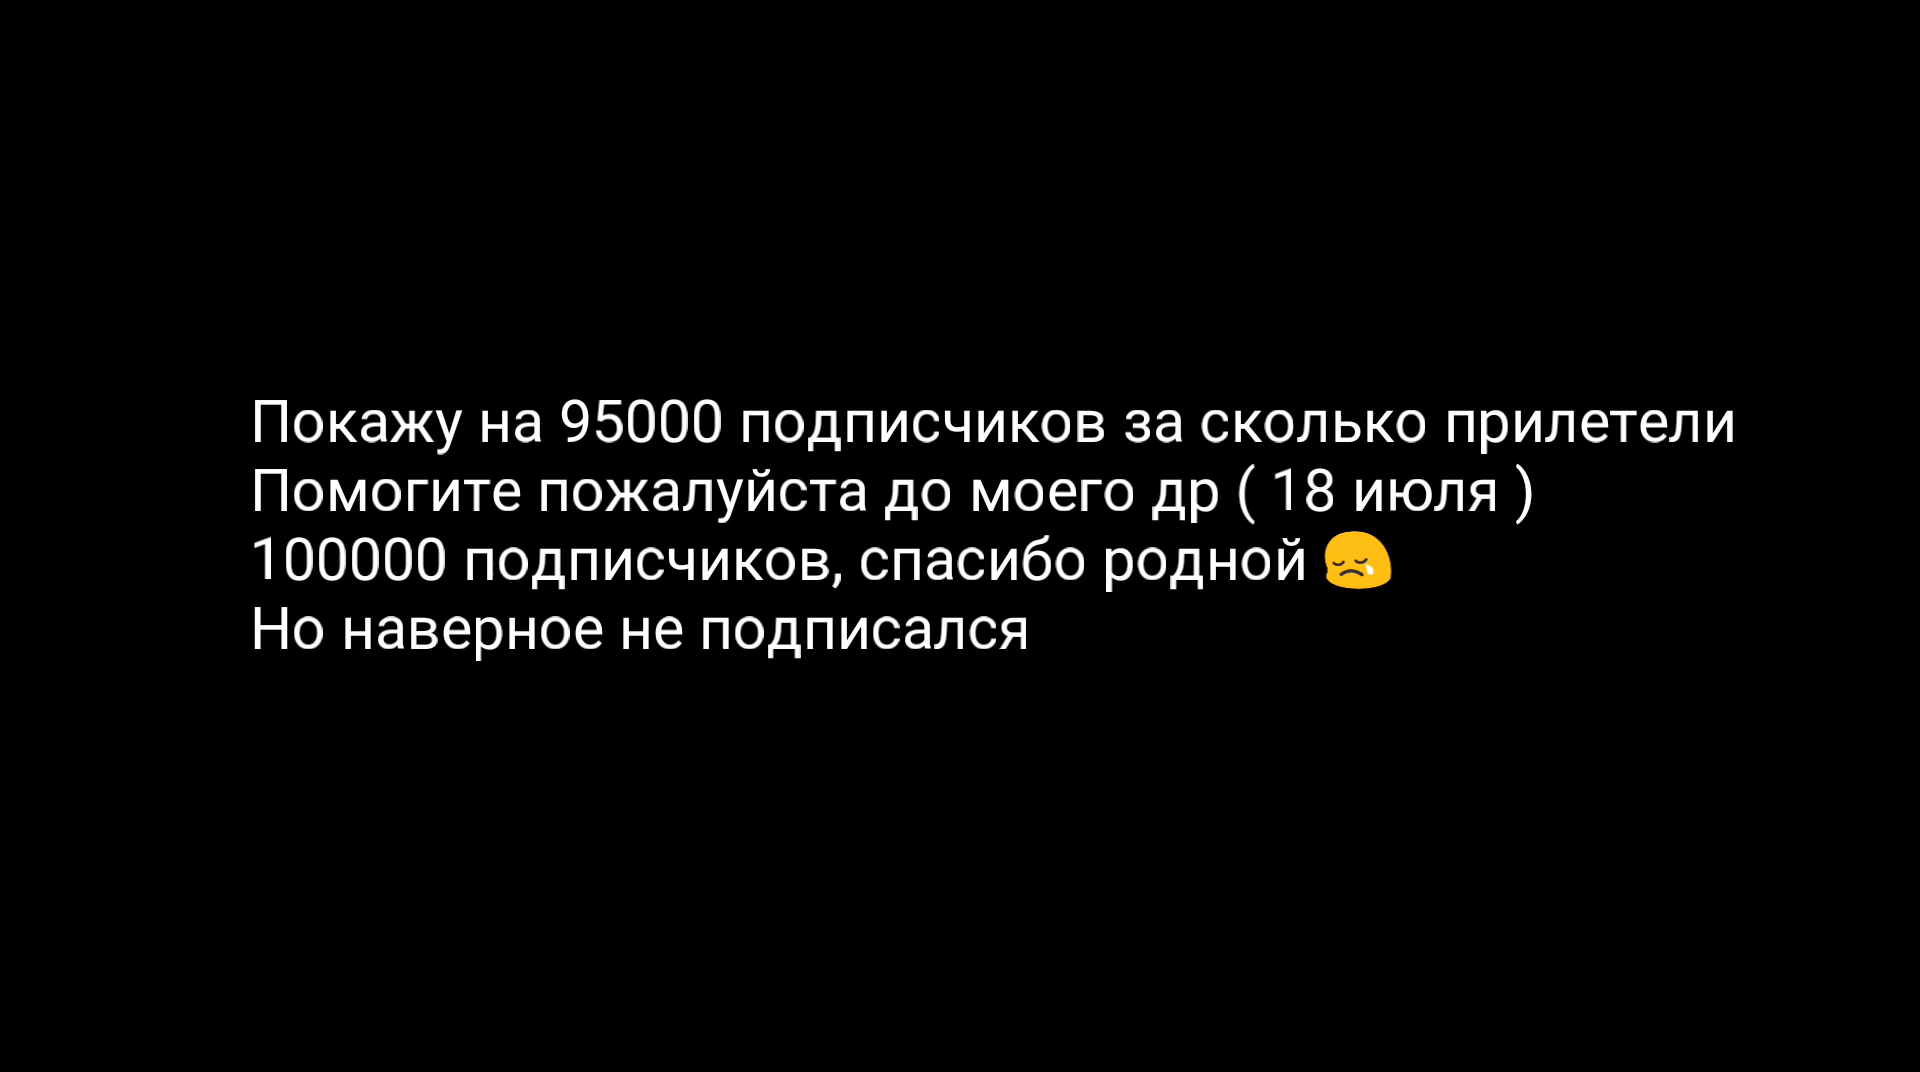 Покажу на 95000 подписчиков за сколько прилетели
Помогите пожалуйста до моего др ( 18 июля )
100000 подписчиков, спасибо родной 😢
Но наверное не подписался